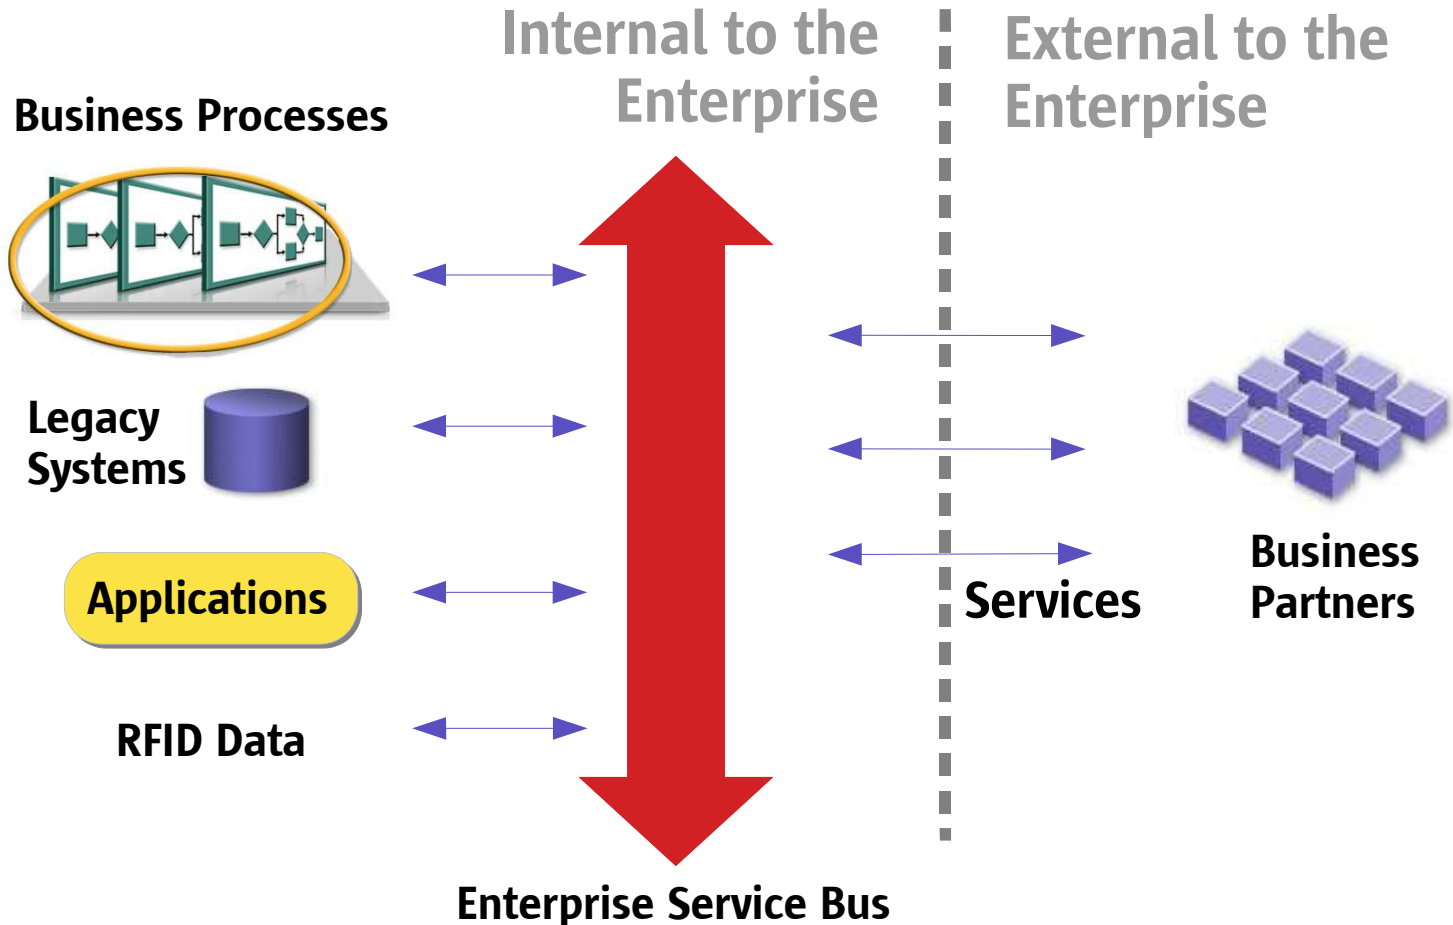 Internal to the
Enterprise
External to the
Enterprise
Business Processes
Legacy
Systems
Applications
RFID Data
Services
Business
Partners
Enterprise Service Bus